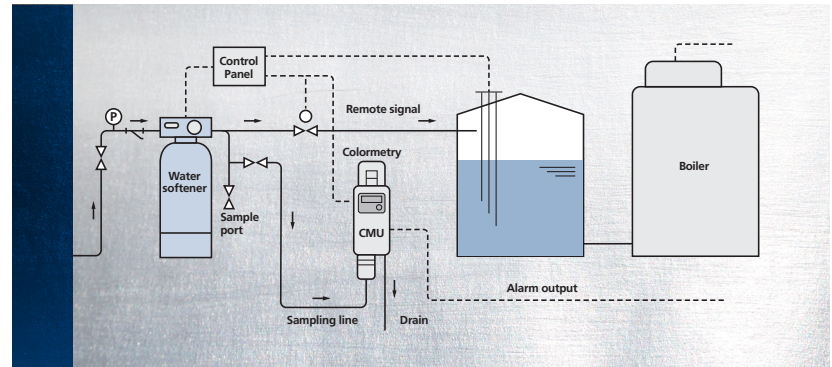 Control
Panel
P
Remote signal
Colormetry
Water
softener
Boiler
Sample
port
CMU
Alarm output
Sampling line
Drain